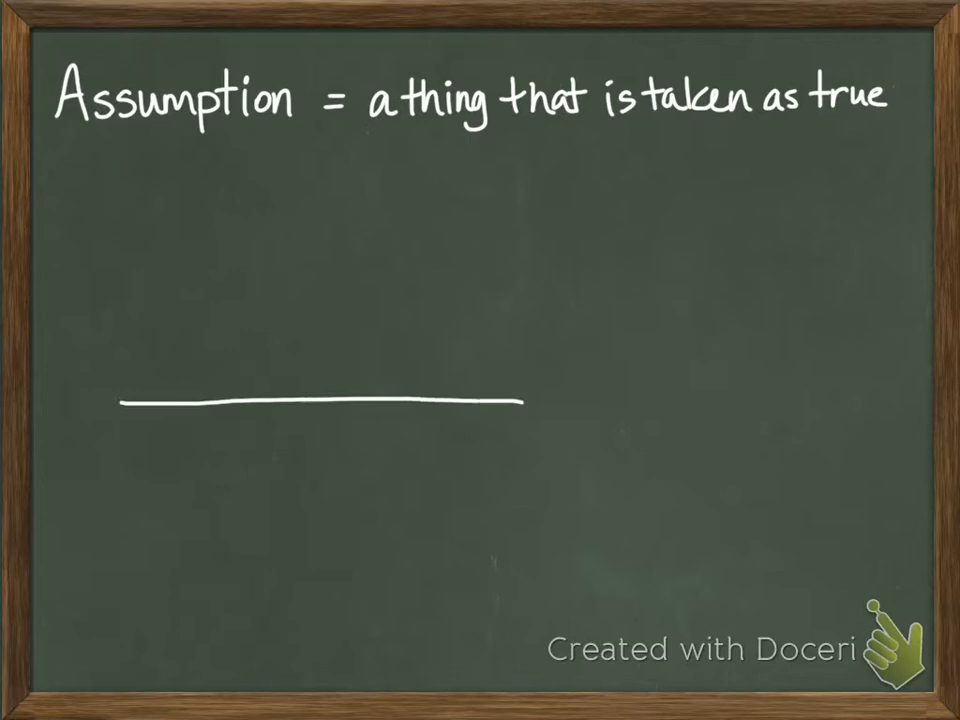 Assumption = a thing that is taken as true
Created with Doceri